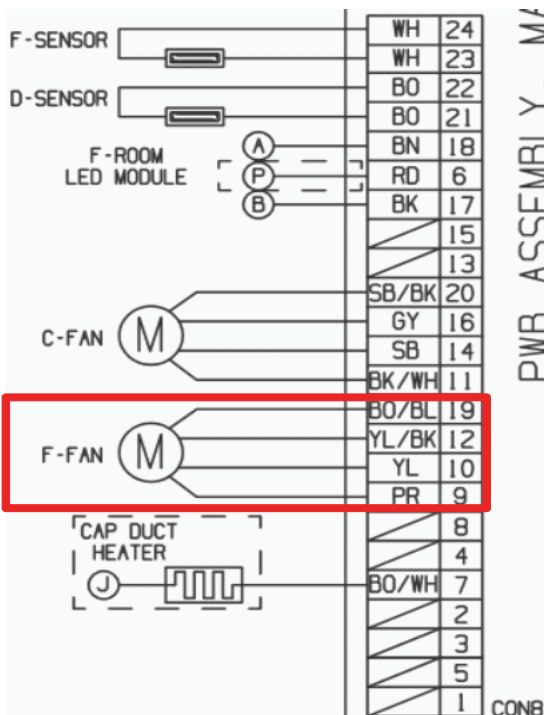 F-SENSOR
WH 24
WH 23
D-SENSOR
BO 22
BO 21
F-ROOM
LED MODULE
A
BN 18
P
RD 6
B
BK 17
15
13
C-FAN
M
SB/BK 20
GY 16
SB 14
BK/WH 11
F-FAN
M
BO/BL 19
YL/BK 12
YL 10
PR 9
CAP DUCT
HEATER
8
4
J
BO/WH 7
2
3
5
1 CON8
PWB ASSEMBLY